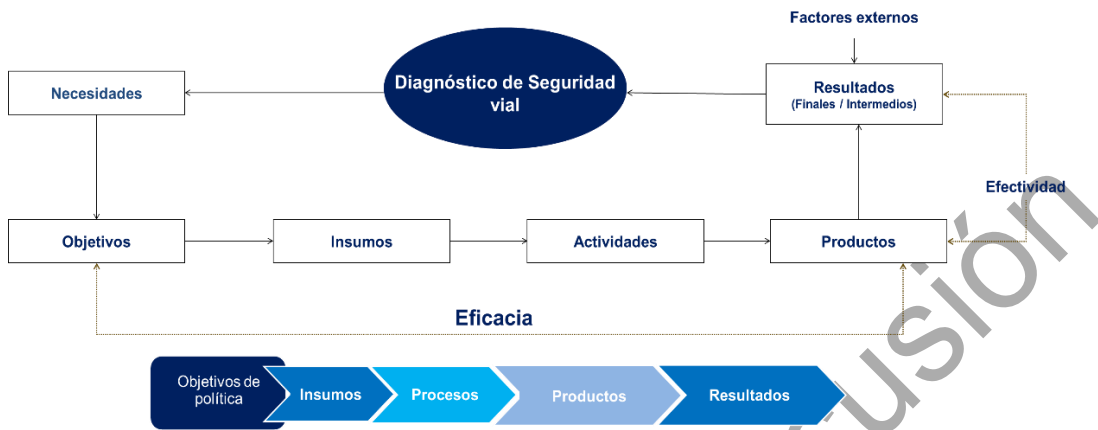 Factores externos
Diagnóstico de Seguridad
vial
Necesidades
Resultados
(Finales / Intermedios)
Efectividad
Objetivos
Insumos
Actividades
Productos
Eficacia
Objetivos de
política
Insumos
Procesos
Productos
Resultados